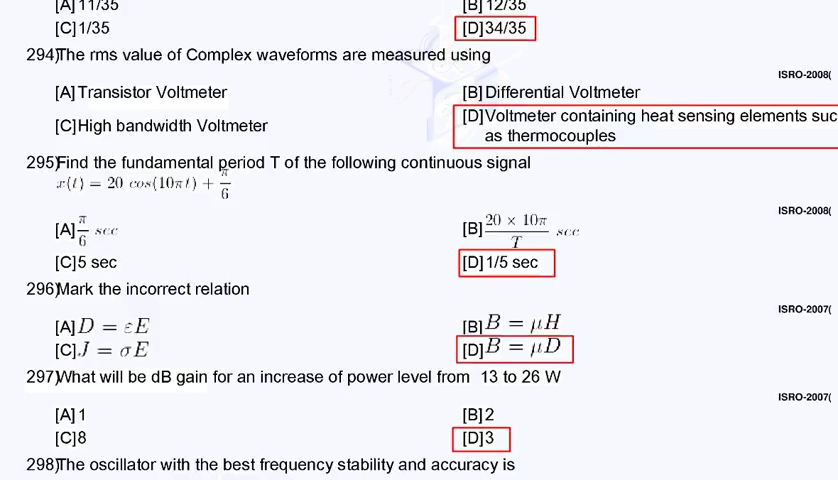 [A] 11/35 [B] 12/35
[C] 1/35 [D] 34/35
294)The rms value of Complex waveforms are measured using
ISRO-2008(
[A] Transistor Voltmeter [B] Differential Voltmeter
[C] High bandwidth Voltmeter [D] Voltmeter containing heat sensing elements suc
as thermocouples
295)Find the fundamental period T of the following continuous signal
x(t) = 20 cos(10πt) + π/6
ISRO-2008(
[A] π/6 sec [B] 20 × 10π/T sec
[C] 5 sec [D] 1/5 sec
296)Mark the incorrect relation
ISRO-2007(
[A] D = εE [B] B = μH
[C] J = σE [D] B = μD
297)What will be dB gain for an increase of power level from 13 to 26 W
ISRO-2007(
[A] 1 [B] 2
[C] 8 [D] 3
298)The oscillator with the best frequency stability and accuracy is